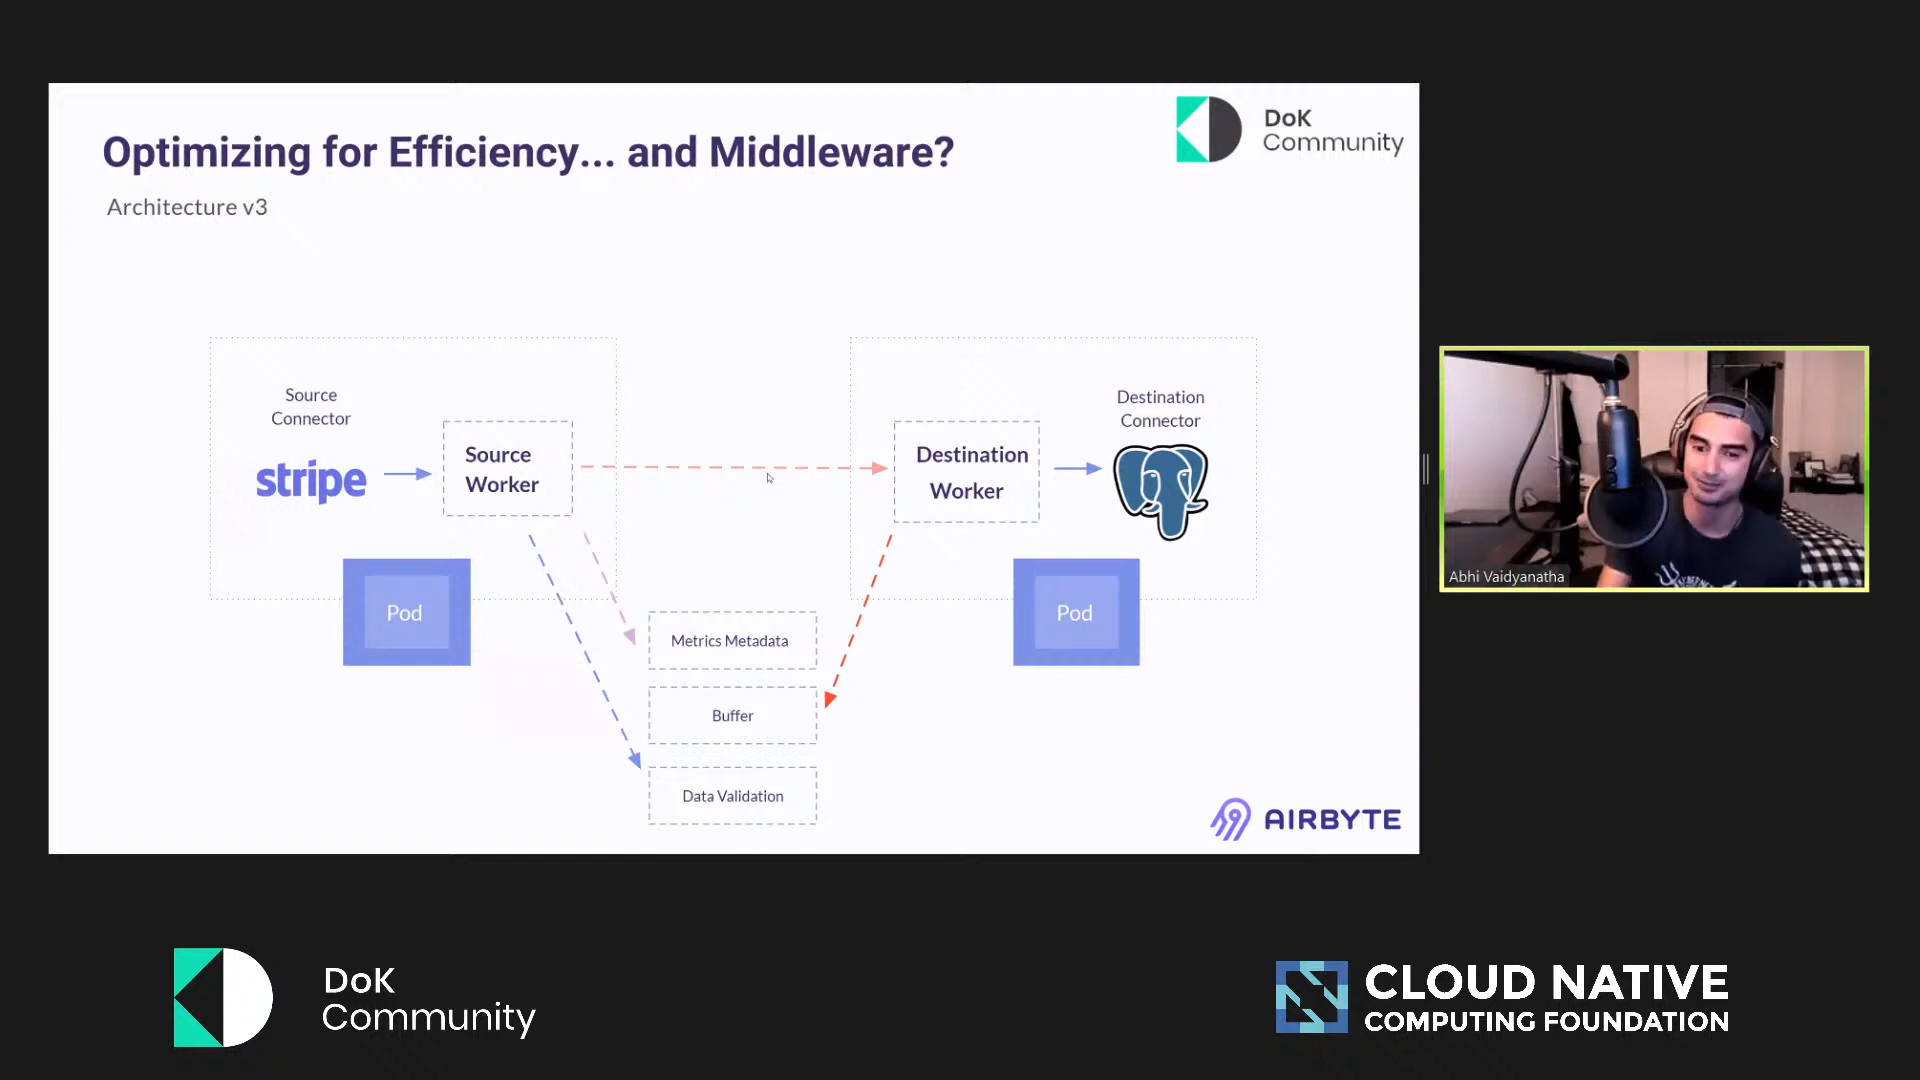 Optimizing for Efficiency... and Middleware?
Architecture v3
DoK
Community
Source
Connector
stripe
Source
Worker
Pod
Destination
Worker
Destination
Connector
Pod
Metrics Metadata
Buffer
Data Validation
AIRBYTE
Abhi Vaidyanatha
DoK
Community
CLOUD NATIVE
COMPUTING FOUNDATION